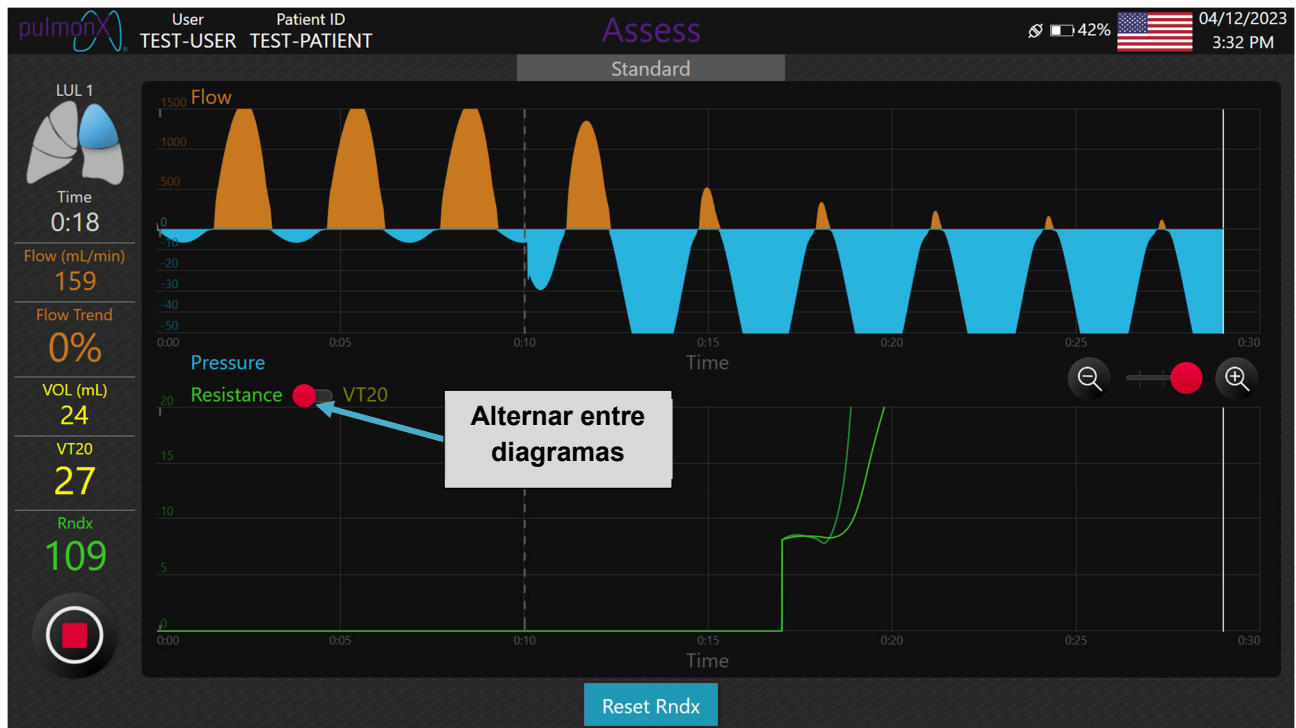 pulmonX
User
TEST-USER
Patient ID
TEST-PATIENT
Assess
42%
04/12/2023
3:32 PM
Standard
LUL 1
Time
0:18
Flow (mL/min)
159
Flow Trend
0%
VOL (mL)
24
VT20
27
Rndx
109
Flow
1500
1000
500
0
-10
-20
-30
-40
-50
0:00 0:05 0:10 0:15 0:20 0:25 0:30
Time
Pressure
Resistance VT20
Alternar entre
diagramas
20
15
10
5
0
0:00 0:05 0:10 0:15 0:20 0:25 0:30
Time
Reset Rndx